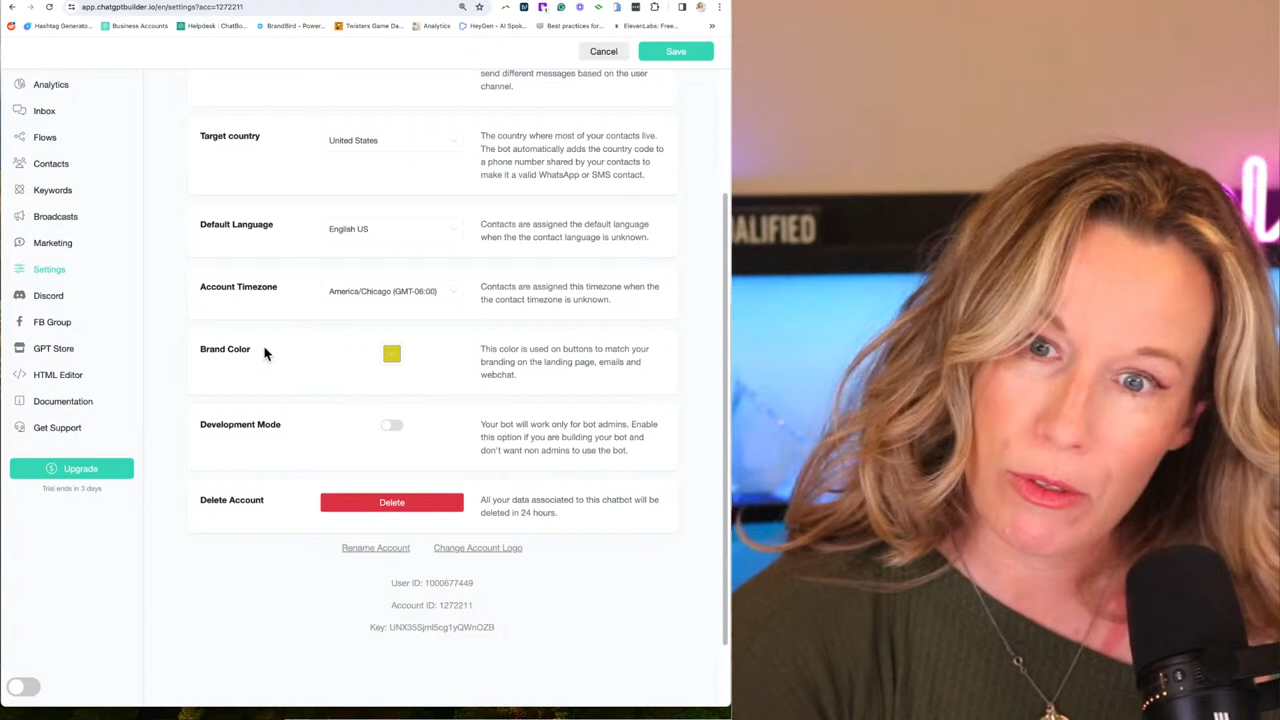 app.chatgptbuilder.io/en/settings?acc=1272211
Hashtag Generato...
Business Accounts
Helpdesk : ChatBo...
BrandBird - Power...
Twisters Game Da...
Analytics
HeyGen - AI Spok...
Best practices for...
ElevenLabs: Free...
Cancel
Save
Analytics
Inbox
Flows
Contacts
Keywords
Broadcasts
Marketing
Settings
Discord
FB Group
GPT Store
HTML Editor
Documentation
Get Support
Upgrade
Trial ends in 3 days
send different messages based on the user
channel.
Target country
United States
The country where most of your contacts live.
The bot automatically adds the country code to
a phone number shared by your contacts to
make it a valid WhatsApp or SMS contact.
Default Language
English US
Contacts are assigned the default language
when the the contact language is unknown.
Account Timezone
America/Chicago (GMT-06:00)
Contacts are assigned this timezone when the
the contact timezone is unknown.
Brand Color
This color is used on buttons to match your
branding on the landing page, emails and
webchat.
Development Mode
Your bot will work only for bot admins. Enable
this option if you are building your bot and
don't want non admins to use the bot.
Delete Account
Delete
All your data associated to this chatbot will be
deleted in 24 hours.
Rename Account
Change Account Logo
User ID: 1000677449
Account ID: 1272211
Key: UNX35Sjml5cg1yQWnOZB
ALIFIED